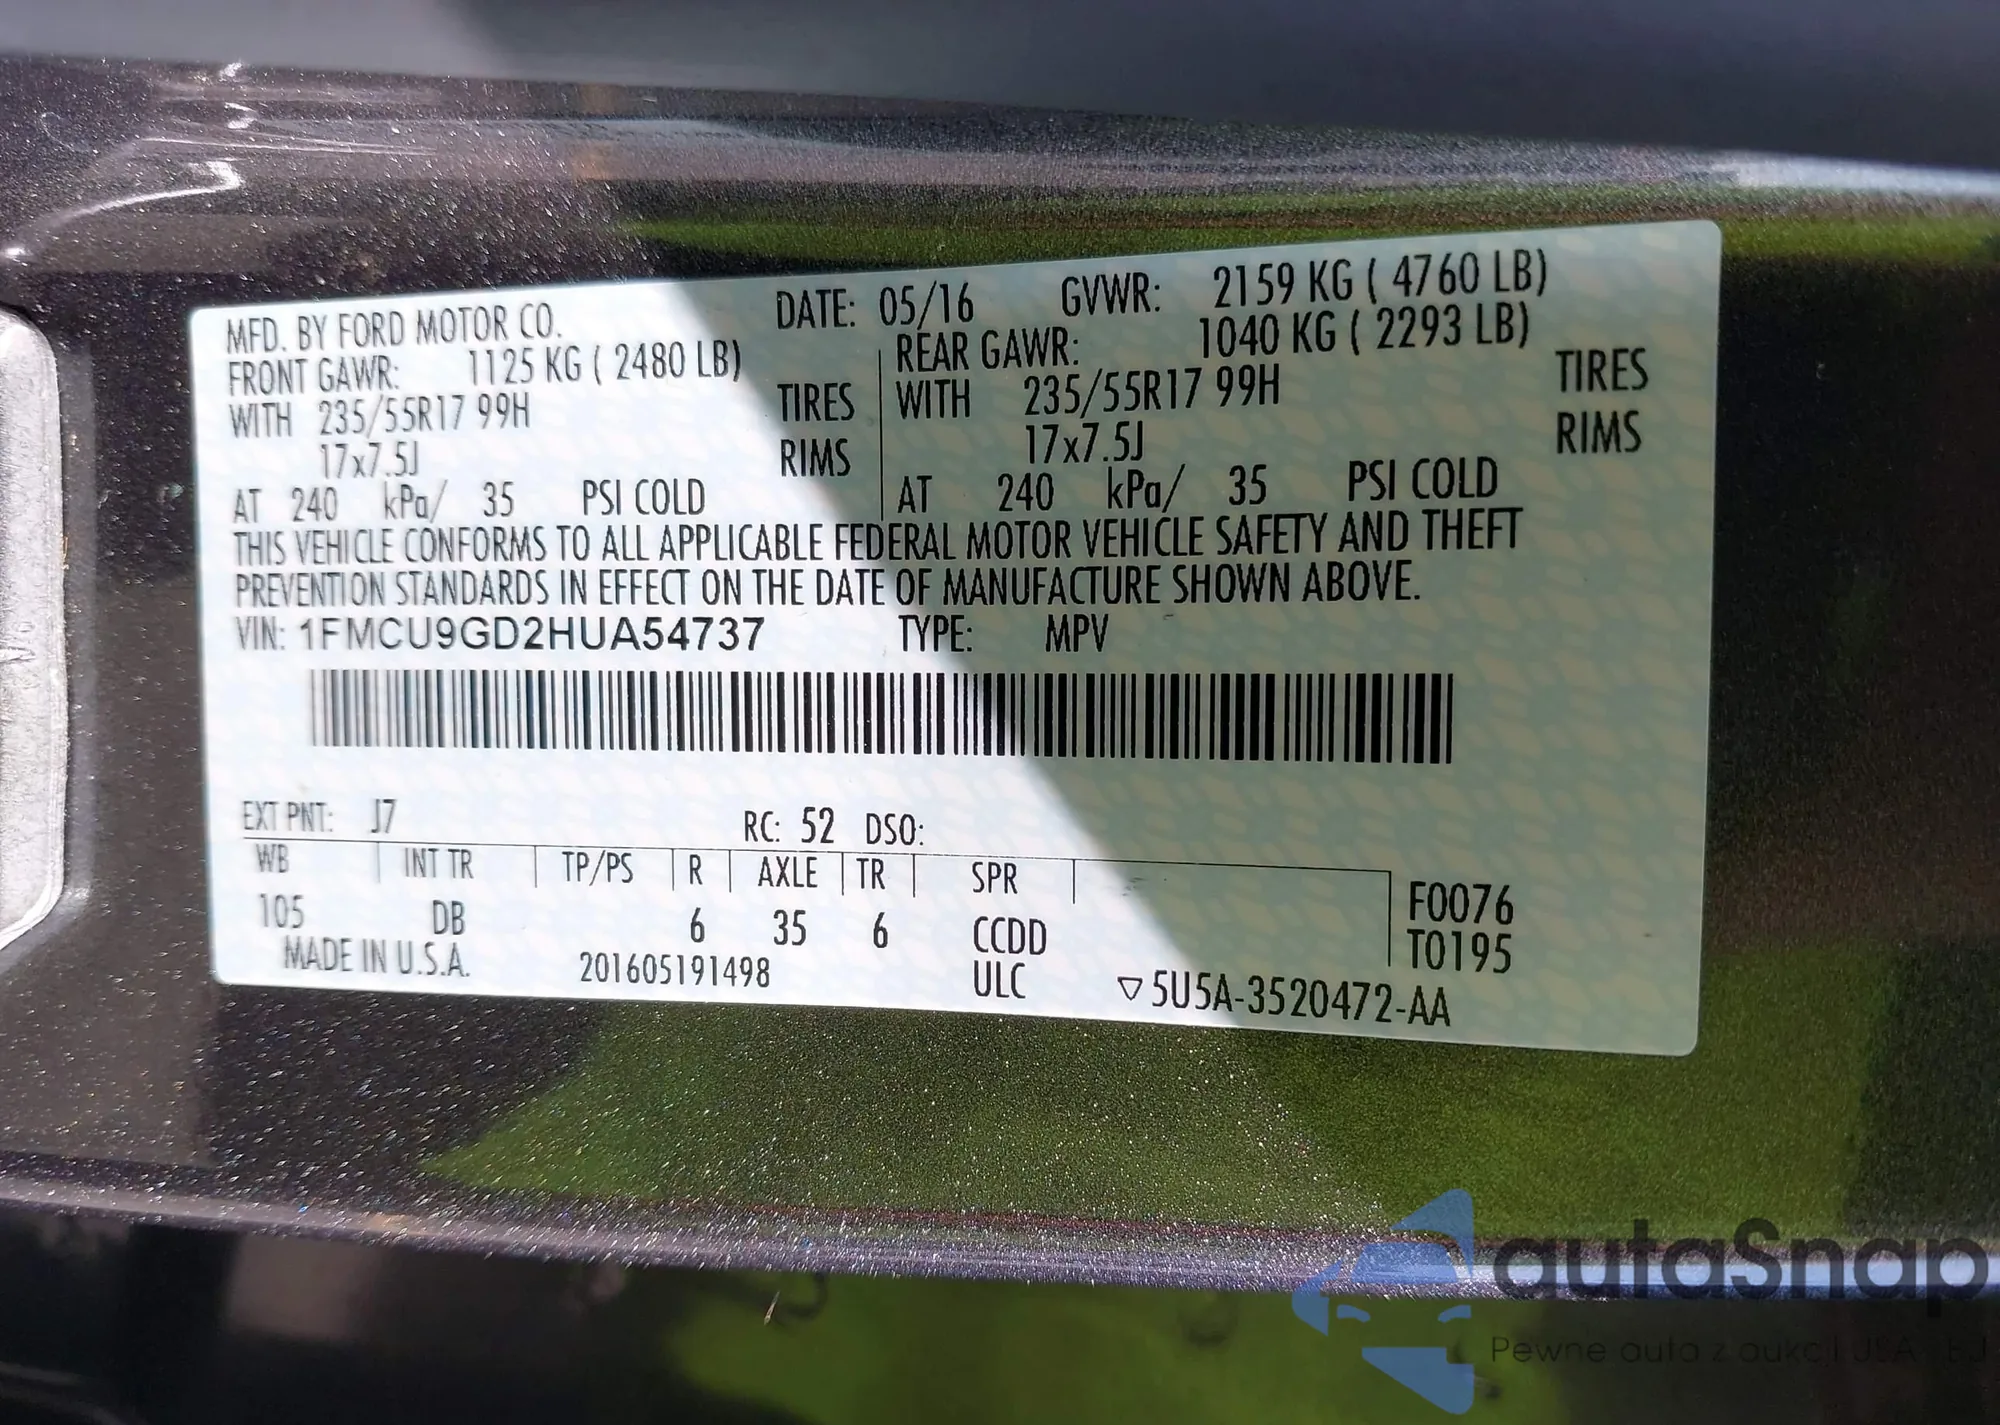 MFD. BY FORD MOTOR CO. DATE: 05/16 GVWR: 2159 KG ( 4760 LB)
FRONT GAWR: 1125 KG ( 2480 LB) REAR GAWR: 1040 KG ( 2293 LB)
WITH 235/55R17 99H TIRES WITH 235/55R17 99H TIRES
17x7.5J RIMS 17x7.5J RIMS
AT 240 kPa/ 35 PSI COLD AT 240 kPa/ 35 PSI COLD
THIS VEHICLE CONFORMS TO ALL APPLICABLE FEDERAL MOTOR VEHICLE SAFETY AND THEFT
PREVENTION STANDARDS IN EFFECT ON THE DATE OF MANUFACTURE SHOWN ABOVE.
VIN: 1FMCU9GD2HUA54737 TYPE: MPV
EXT PNT: J7 RC: 52 DSO:
WB INT TR TP/PS R AXLE TR SPR F0076
105 DB 6 35 6 CCDD T0195
MADE IN U.S.A. 201605191498 ULC ▽5U5A-3520472-AA
autaSnap
Pewne auta z aukcji